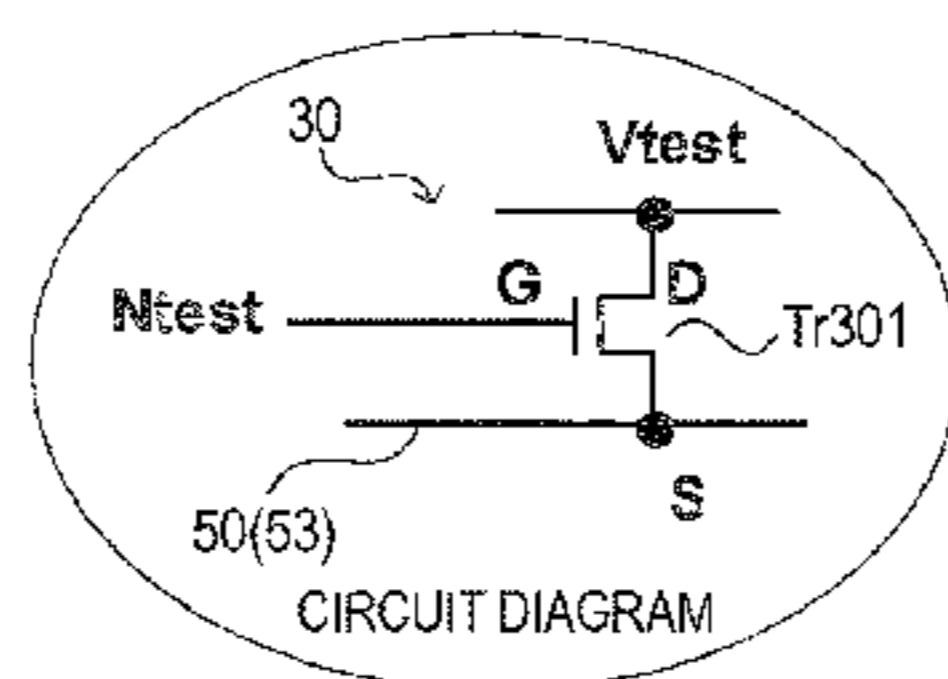 30
Vtest
G
D
Ntest
Tr301
S
50(53)
CIRCUIT DIAGRAM